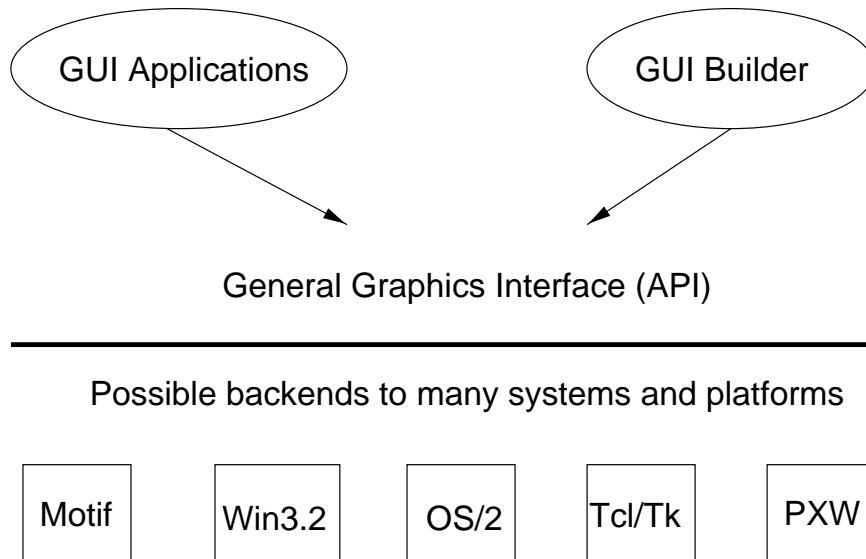 GUI Applications
GUI Builder
General Graphics Interface (API)
Possible backends to many systems and platforms
Motif
Win3.2
OS/2
Tcl/Tk
PXW